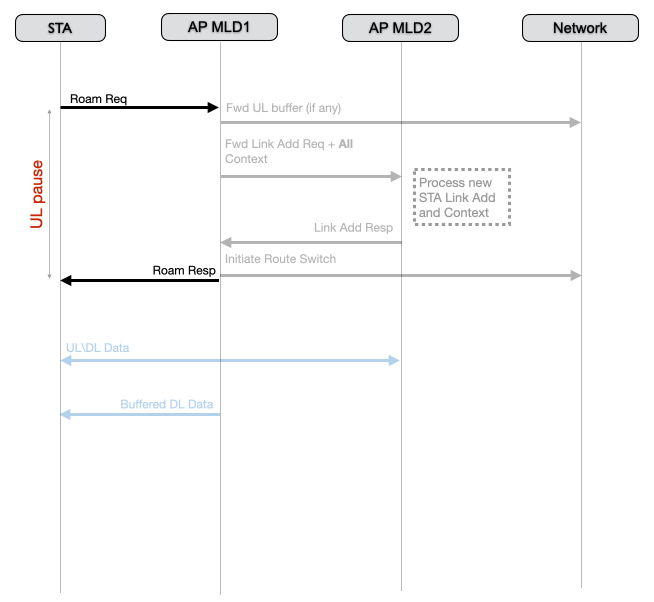 STA
AP MLD1
AP MLD2
Network
Roam Req
Fwd UL buffer (if any)
Fwd Link Add Req + All
Context
UL pause
Process new
STA Link Add
and Context
Link Add Resp
Initiate Route Switch
Roam Resp
UL\DL Data
Buffered DL Data